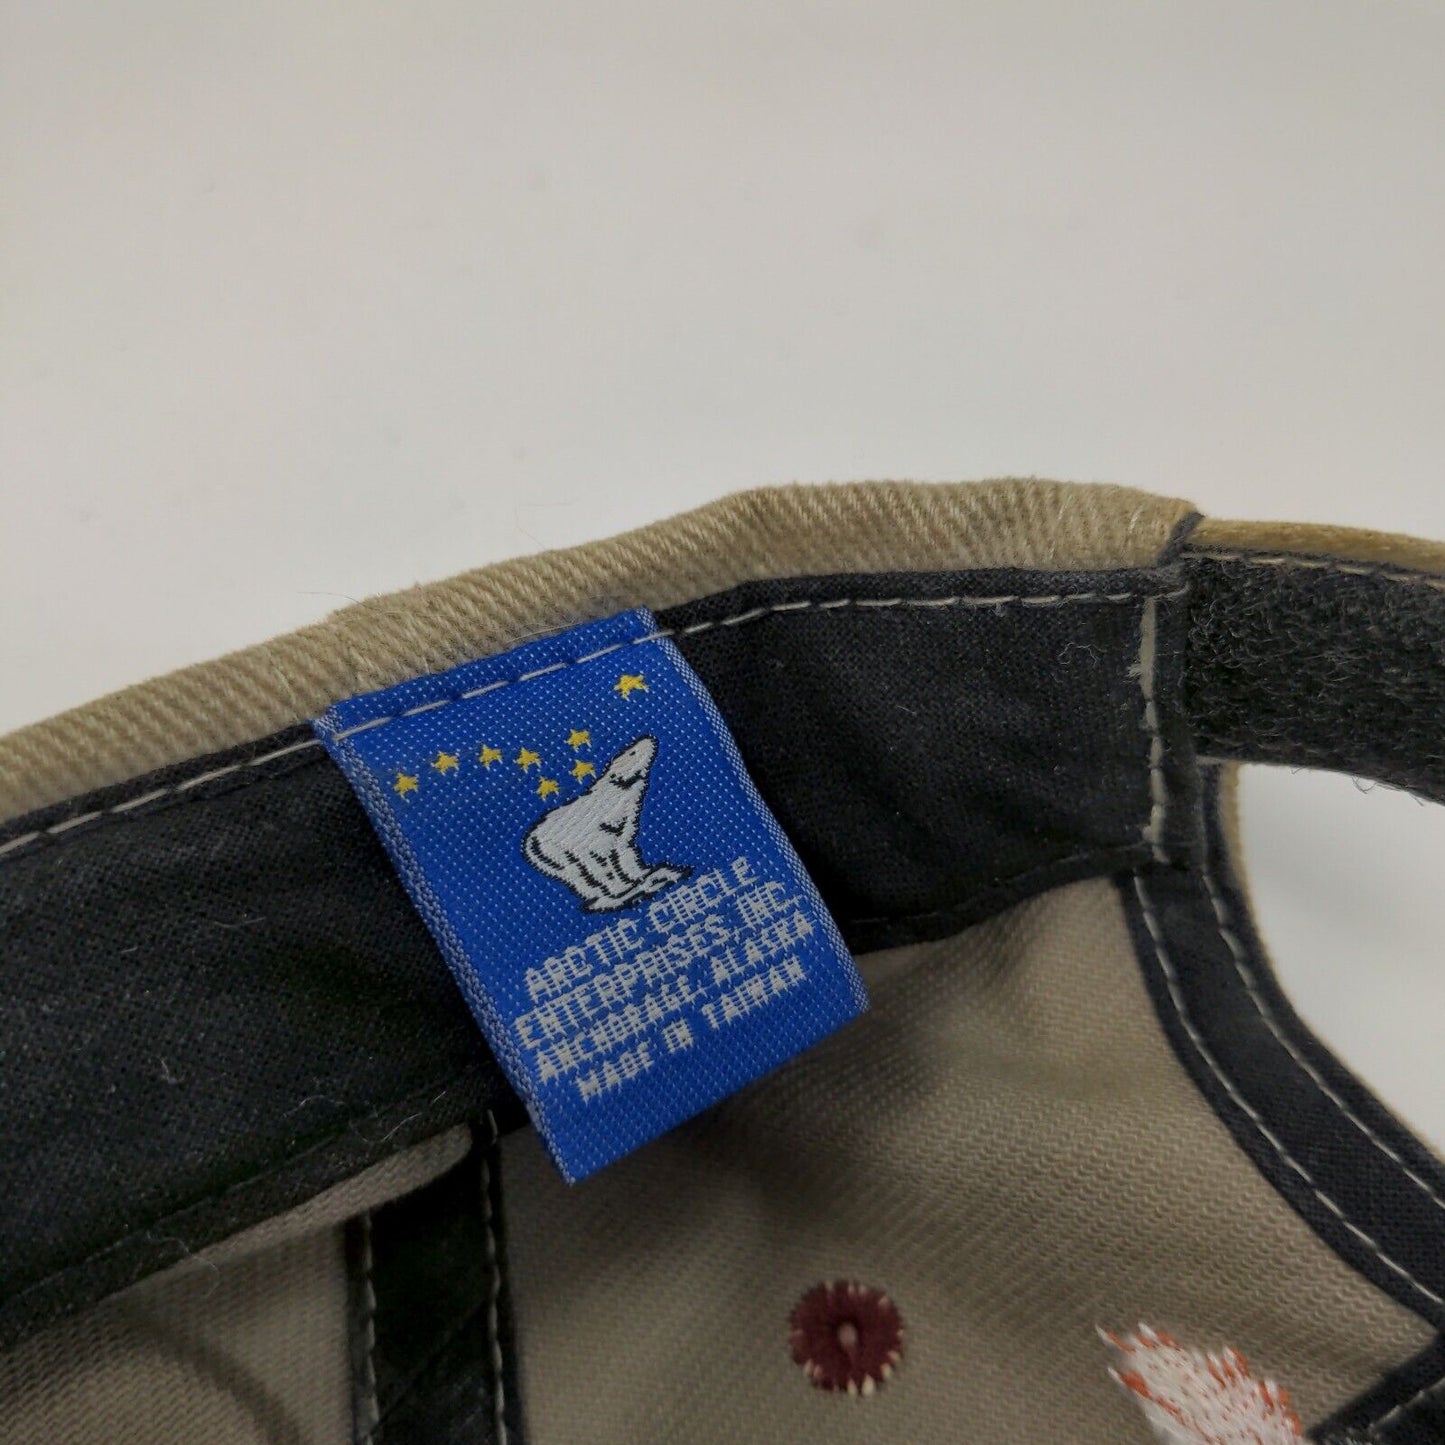 ARCTIC CIRCLE
ENTERPRISES, INC.
ANCHORAGE, ALASKA
MADE IN TAIWAN